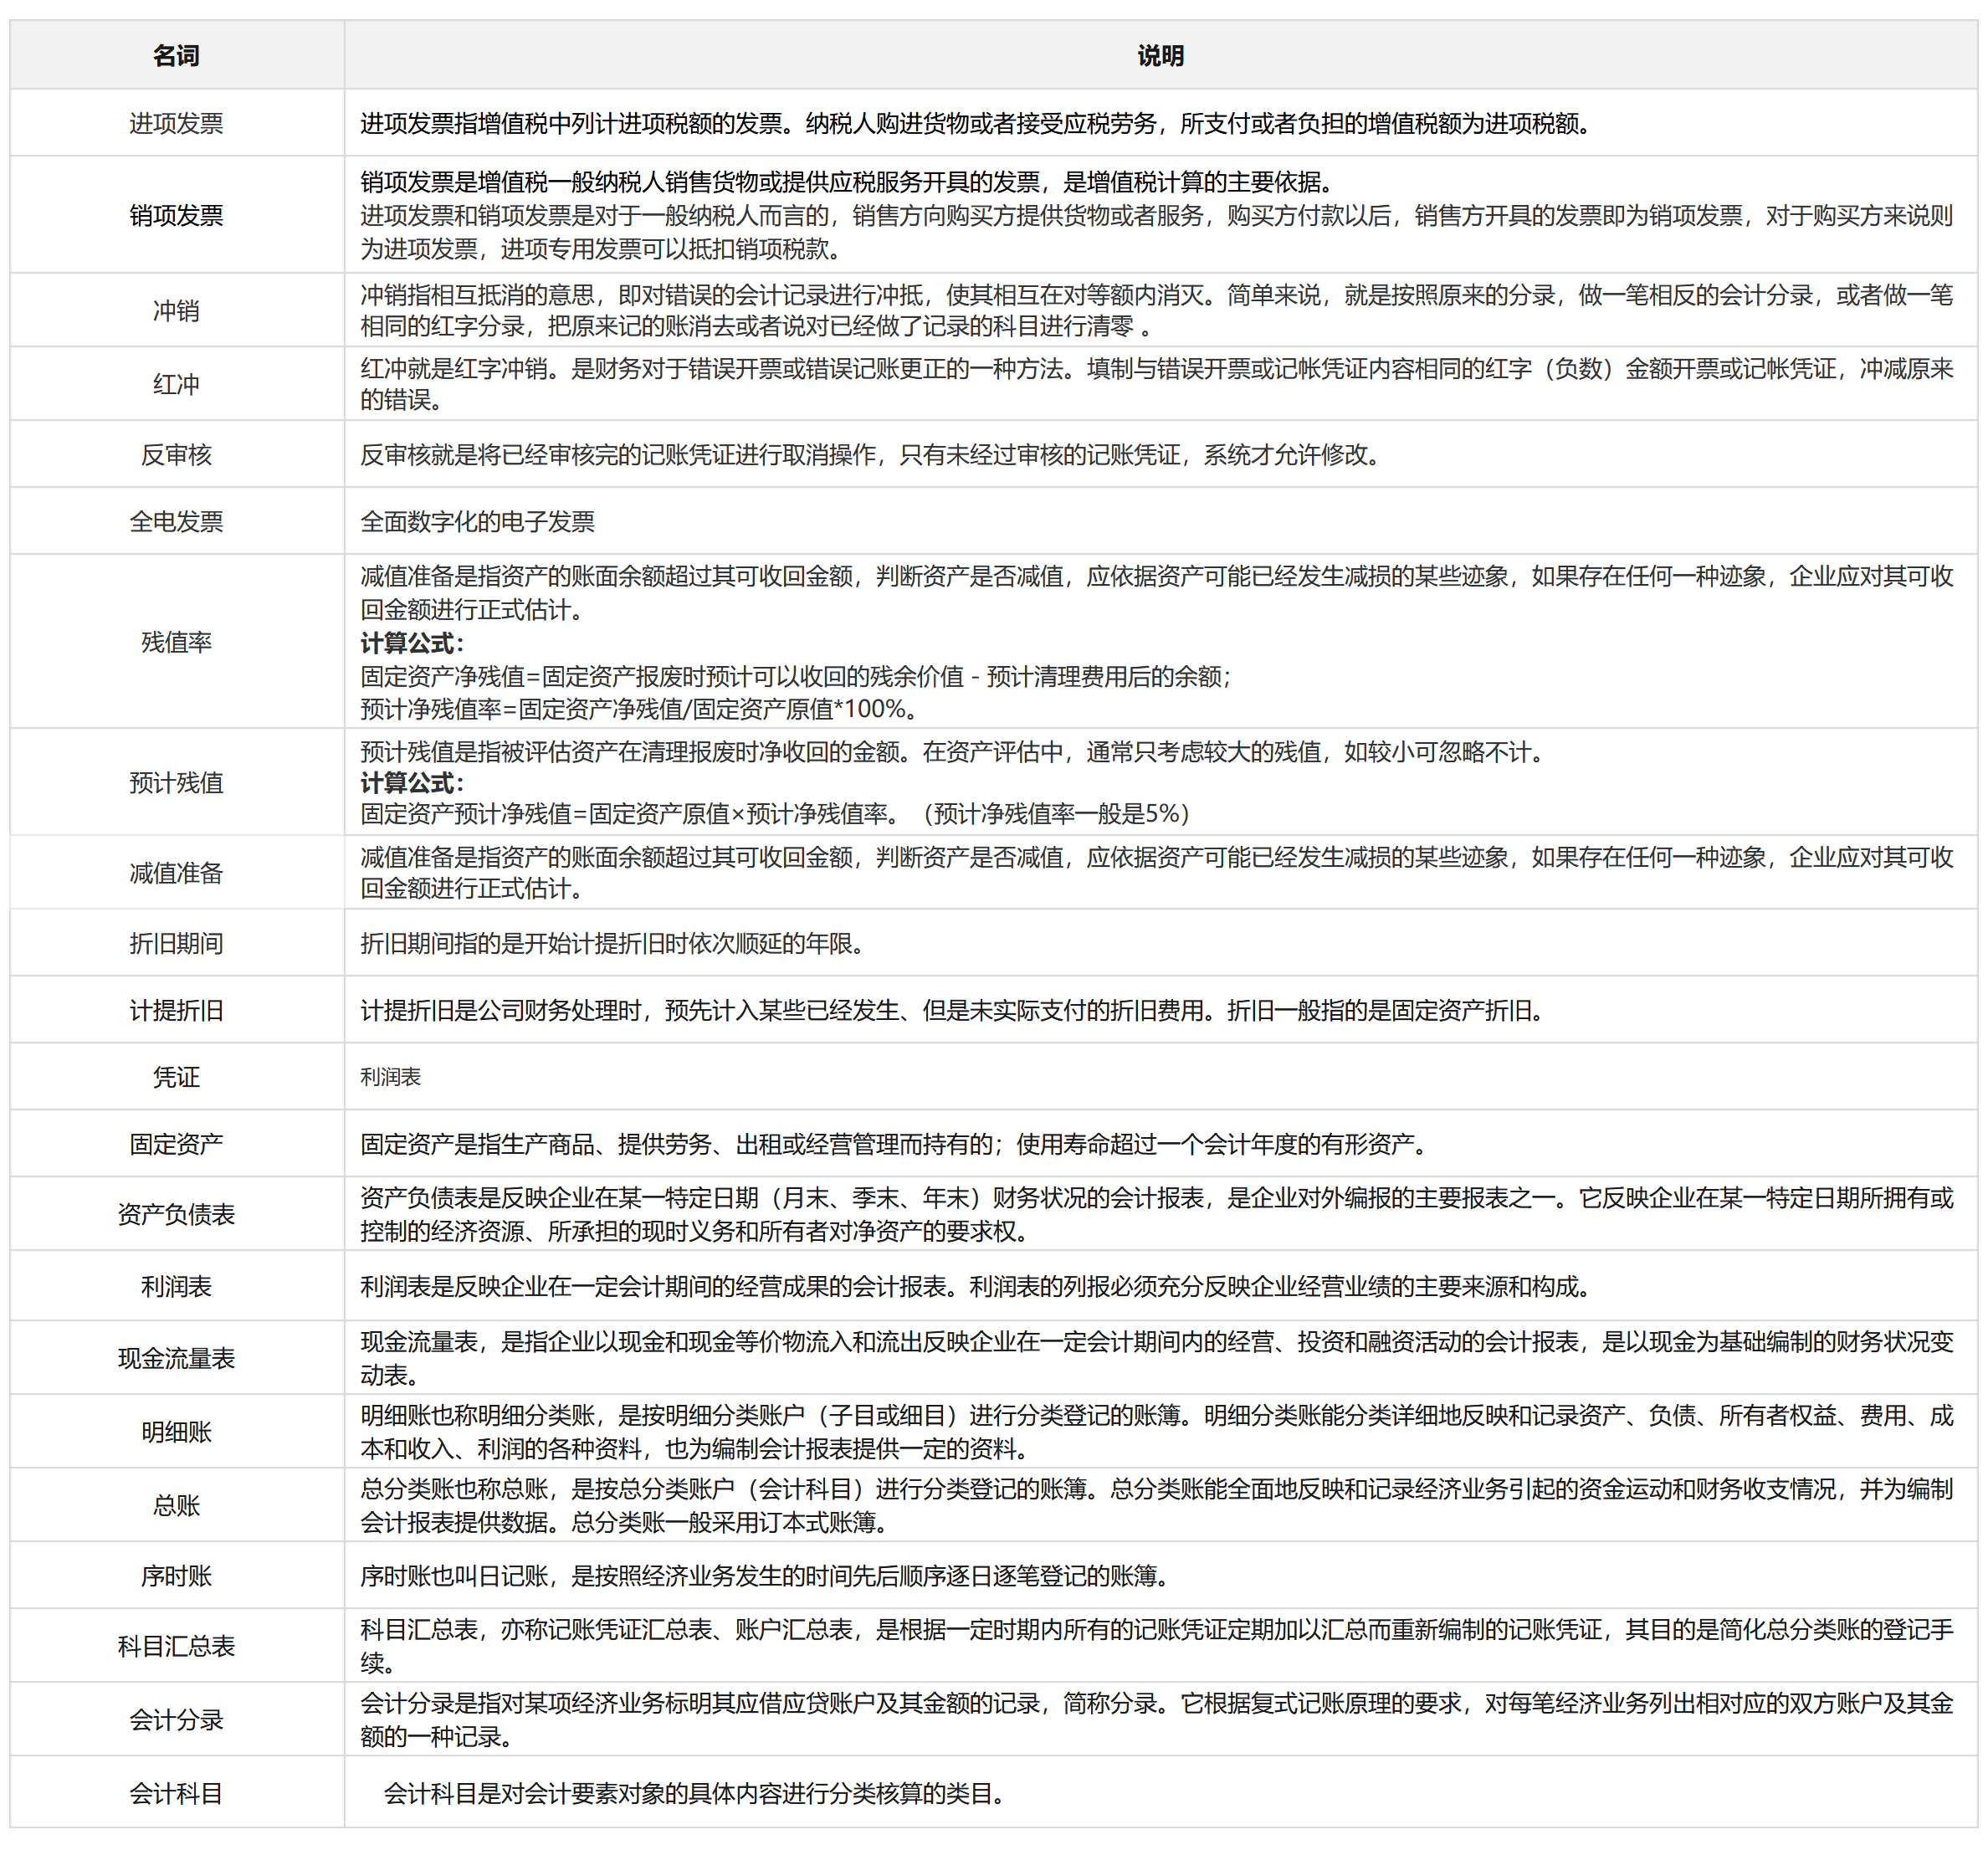 名词
说明
进项发票
进项发票指增值税中列计进项税额的发票。纳税人购进货物或者接受应税劳务，所支付或者负担的增值税额为进项税额。
销项发票
销项发票是增值税一般纳税人销售货物或提供应税服务开具的发票，是增值税计算的主要依据。
进项发票和销项发票是对于一般纳税人而言的，销售方向购买方提供货物或者服务，购买方付款以后，销售方开具的发票即为销项发票，对于购买方来说则
为进项发票，进项专用发票可以抵扣销项税款。
冲销
冲销指相互抵消的意思，即对错误的会计记录进行冲抵，使其相互在对等额内消灭。简单来说，就是按照原来的分录，做一笔相反的会计分录，或者做一笔
相同的红字分录，把原来记的账消去或者说对已经做了记录的科目进行清零 。
红冲
红冲就是红字冲销。是财务对于错误开票或错误记账更正的一种方法。填制与错误开票或记帐凭证内容相同的红字（负数）金额开票或记帐凭证，冲减原来
的错误。
反审核
反审核就是将已经审核完的记账凭证进行取消操作，只有未经过审核的记账凭证，系统才允许修改。
全电发票
全面数字化的电子发票
残值率
减值准备是指资产的账面余额超过其可收回金额，判断资产是否减值，应依据资产可能已经发生减损的某些迹象，如果存在任何一种迹象，企业应对其可收
回金额进行正式估计。
计算公式：
固定资产净残值=固定资产报废时预计可以收回的残余价值 - 预计清理费用后的余额；
预计净残值率=固定资产净残值/固定资产原值*100%。
预计残值
预计残值是指被评估资产在清理报废时净收回的金额。在资产评估中，通常只考虑较大的残值，如较小可忽略不计。
计算公式：
固定资产预计净残值=固定资产原值×预计净残值率。（预计净残值率一般是5%）
减值准备
减值准备是指资产的账面余额超过其可收回金额，判断资产是否减值，应依据资产可能已经发生减损的某些迹象，如果存在任何一种迹象，企业应对其可收
回金额进行正式估计。
折旧期间
折旧期间指的是开始计提折旧时依次顺延的年限。
计提折旧
计提折旧是公司财务处理时，预先计入某些已经发生、但是未实际支付的折旧费用。折旧一般指的是固定资产折旧。
凭证
利润表
固定资产
固定资产是指生产商品、提供劳务、出租或经营管理而持有的；使用寿命超过一个会计年度的有形资产。
资产负债表
资产负债表是反映企业在某一特定日期（月末、季末、年末）财务状况的会计报表，是企业对外编报的主要报表之一。它反映企业在某一特定日期所拥有或
控制的经济资源、所承担的现时义务和所有者对净资产的要求权。
利润表
利润表是反映企业在一定会计期间的经营成果的会计报表。利润表的列报必须充分反映企业经营业绩的主要来源和构成。
现金流量表
现金流量表，是指企业以现金和现金等价物流入和流出反映企业在一定会计期间内的经营、投资和融资活动的会计报表，是以现金为基础编制的财务状况变
动表。
明细账
明细账也称明细分类账，是按明细分类账户（子目或细目）进行分类登记的账簿。明细分类账能分类详细地反映和记录资产、负债、所有者权益、费用、成
本和收入、利润的各种资料，也为编制会计报表提供一定的资料。
总账
总分类账也称总账，是按总分类账户（会计科目）进行分类登记的账簿。总分类账能全面地反映和记录经济业务引起的资金运动和财务收支情况，并为编制
会计报表提供数据。总分类账一般采用订本式账簿。
序时账
序时账也叫日记账，是按照经济业务发生的时间先后顺序逐日逐笔登记的账簿。
科目汇总表
科目汇总表，亦称记账凭证汇总表、账户汇总表，是根据一定时期内所有的记账凭证定期加以汇总而重新编制的记账凭证，其目的是简化总分类账的登记手
续。
会计分录
会计分录是指对某项经济业务标明其应借应贷账户及其金额的记录，简称分录。它根据复式记账原理的要求，对每笔经济业务列出相对应的双方账户及其金
额的一种记录。
会计科目
会计科目是对会计要素对象的具体内容进行分类核算的类目。